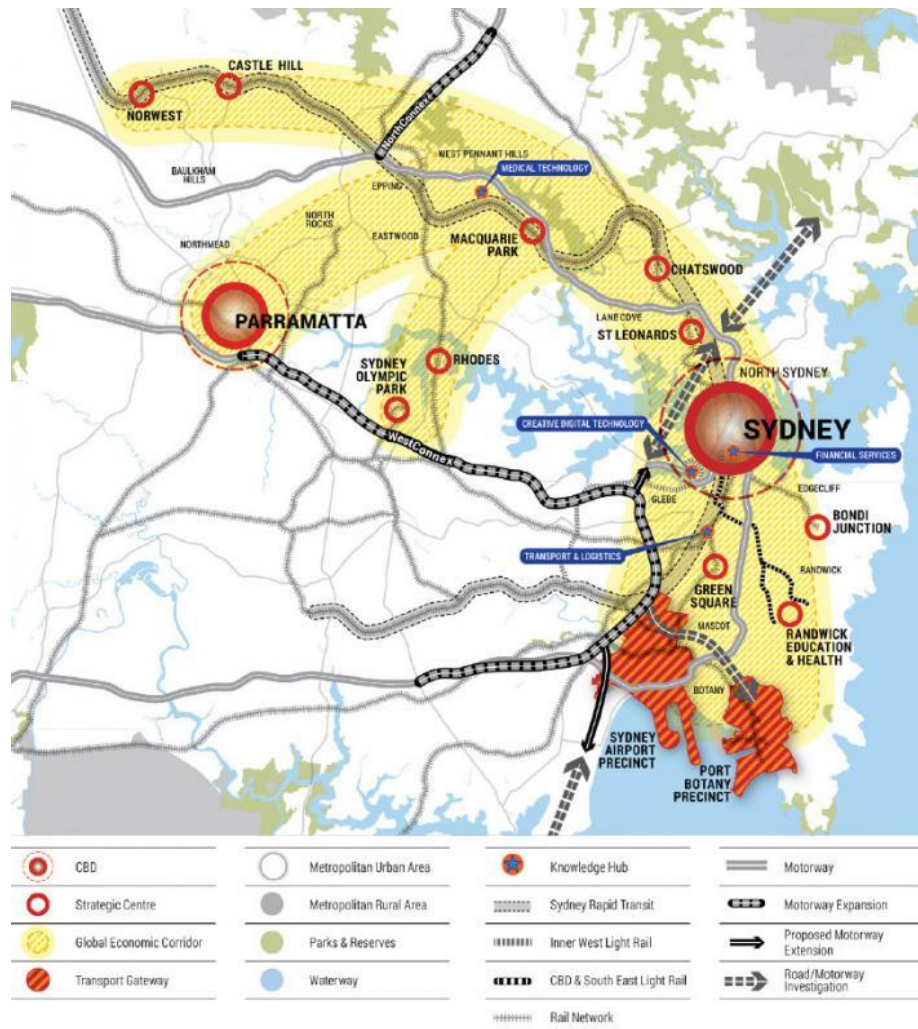 CASTLE HILL
NORWEST
NorthConnex
WEST PENNANT HILLS
BAULKHAM
HILLS
MEDICAL TECHNOLOGY
EPPING
NORTH
ROCKS
EASTWOOD
NORTHMEAD
MACQUARIE
PARK
CHATSWOOD
PARRAMATTA
LANE COVE
ST LEONARDS
SYDNEY
OLYMPIC
PARK
RHODES
NORTH SYDNEY
CREATIVE DIGITAL TECHNOLOGY
SYDNEY
WestConnex
FINANCIAL SERVICES
GLEBE
EDGECLIFF
BONDI
JUNCTION
TRANSPORT & LOGISTICS
GREEN
SQUARE
RANDWICK
MASCOT
RANDWICK
EDUCATION
& HEALTH
BOTANY
SYDNEY
AIRPORT
PRECINCT
PORT
BOTANY
PRECINCT
CBD
Strategic Centre
Global Economic Corridor
Transport Gateway
Metropolitan Urban Area
Metropolitan Rural Area
Parks & Reserves
Waterway
Knowledge Hub
Sydney Rapid Transit
Inner West Light Rail
CBD & South East Light Rail
Rail Network
Motorway
Motorway Expansion
Proposed Motorway
Extension
Road/Motorway
Investigation